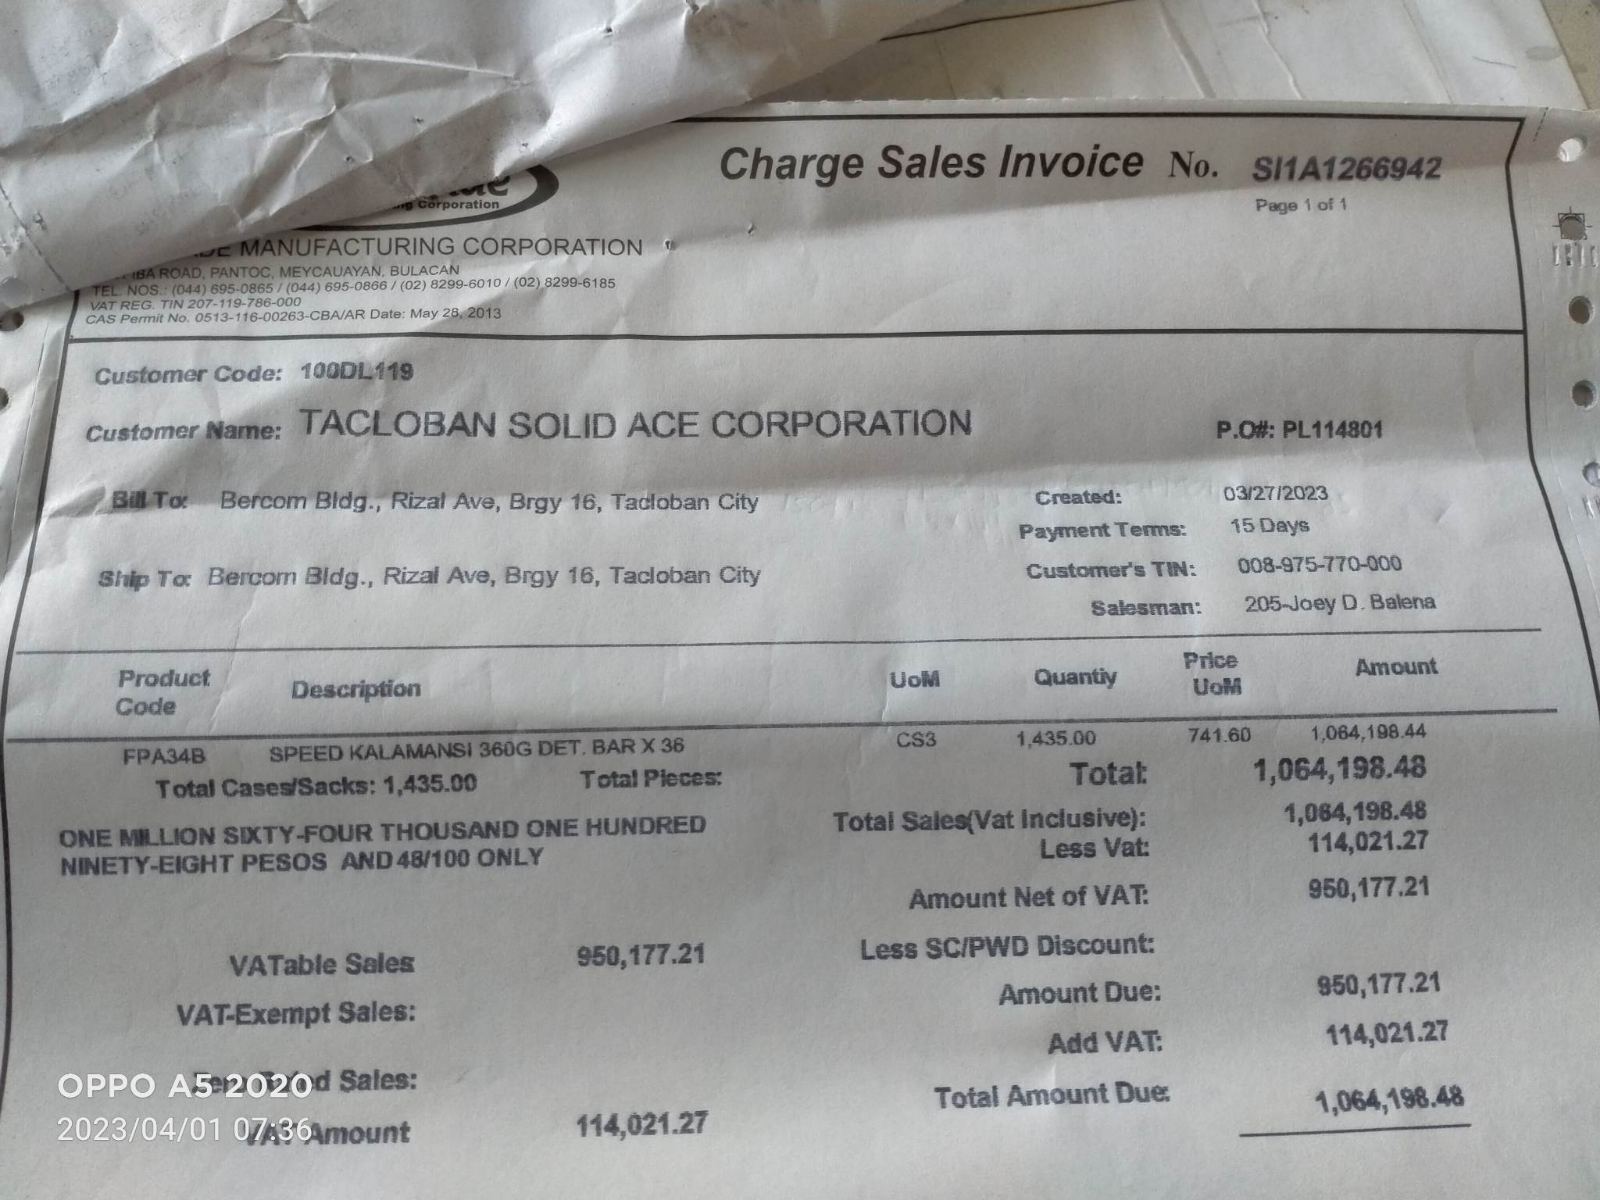 Charge Sales Invoice No. SI1A1266942
Page 1 of 1
Corporation
MANUFACTURING CORPORATION
ROAD, PANTOC, MEYCAUAYAN, BULACAN
TEL. NOS.: (044) 695-0865 / (044) 695-0866 / (02) 8299-6010 / (02) 8299-6185
VAT REG. TIN 207-119-786-000
CAS Permit No. 0513-116-00263-CBA/AR Date: May 28, 2013
Customer Code: 100DL119
Customer Name: TACLOBAN SOLID ACE CORPORATION P.O#: PL114801
Bill To: Bercom Bldg., Rizal Ave, Brgy 16, Tacloban City
Created: 03/27/2023
Payment Terms: 15 Days
Ship To: Bercom Bldg., Rizal Ave, Brgy 16, Tacloban City
Customer's TIN: 008-975-770-000
Salesman: 205-Joey D. Balena
Product Code Description UoM Quantiy Price UoM Amount
FPA34B SPEED KALAMANSI 360G DET. BAR X 36 CS3 1,435.00 741.60 1,064,198.44
Total Cases/Sacks: 1,435.00 Total Pieces: Total: 1,064,198.48
ONE MILLION SIXTY-FOUR THOUSAND ONE HUNDRED
NINETY-EIGHT PESOS AND 48/100 ONLY
Total Sales(Vat Inclusive): 1,064,198.48
Less Vat: 114,021.27
Amount Net of VAT: 950,177.21
VATable Sales 950,177.21
Less SC/PWD Discount:
VAT-Exempt Sales:
Amount Due: 950,177.21
Add VAT: 114,021.27
Zero Rated Sales:
Total Amount Due: 1,064,198.48
VAT Amount 114,021.27
OPPO A5 2020
2023/04/01 07:36